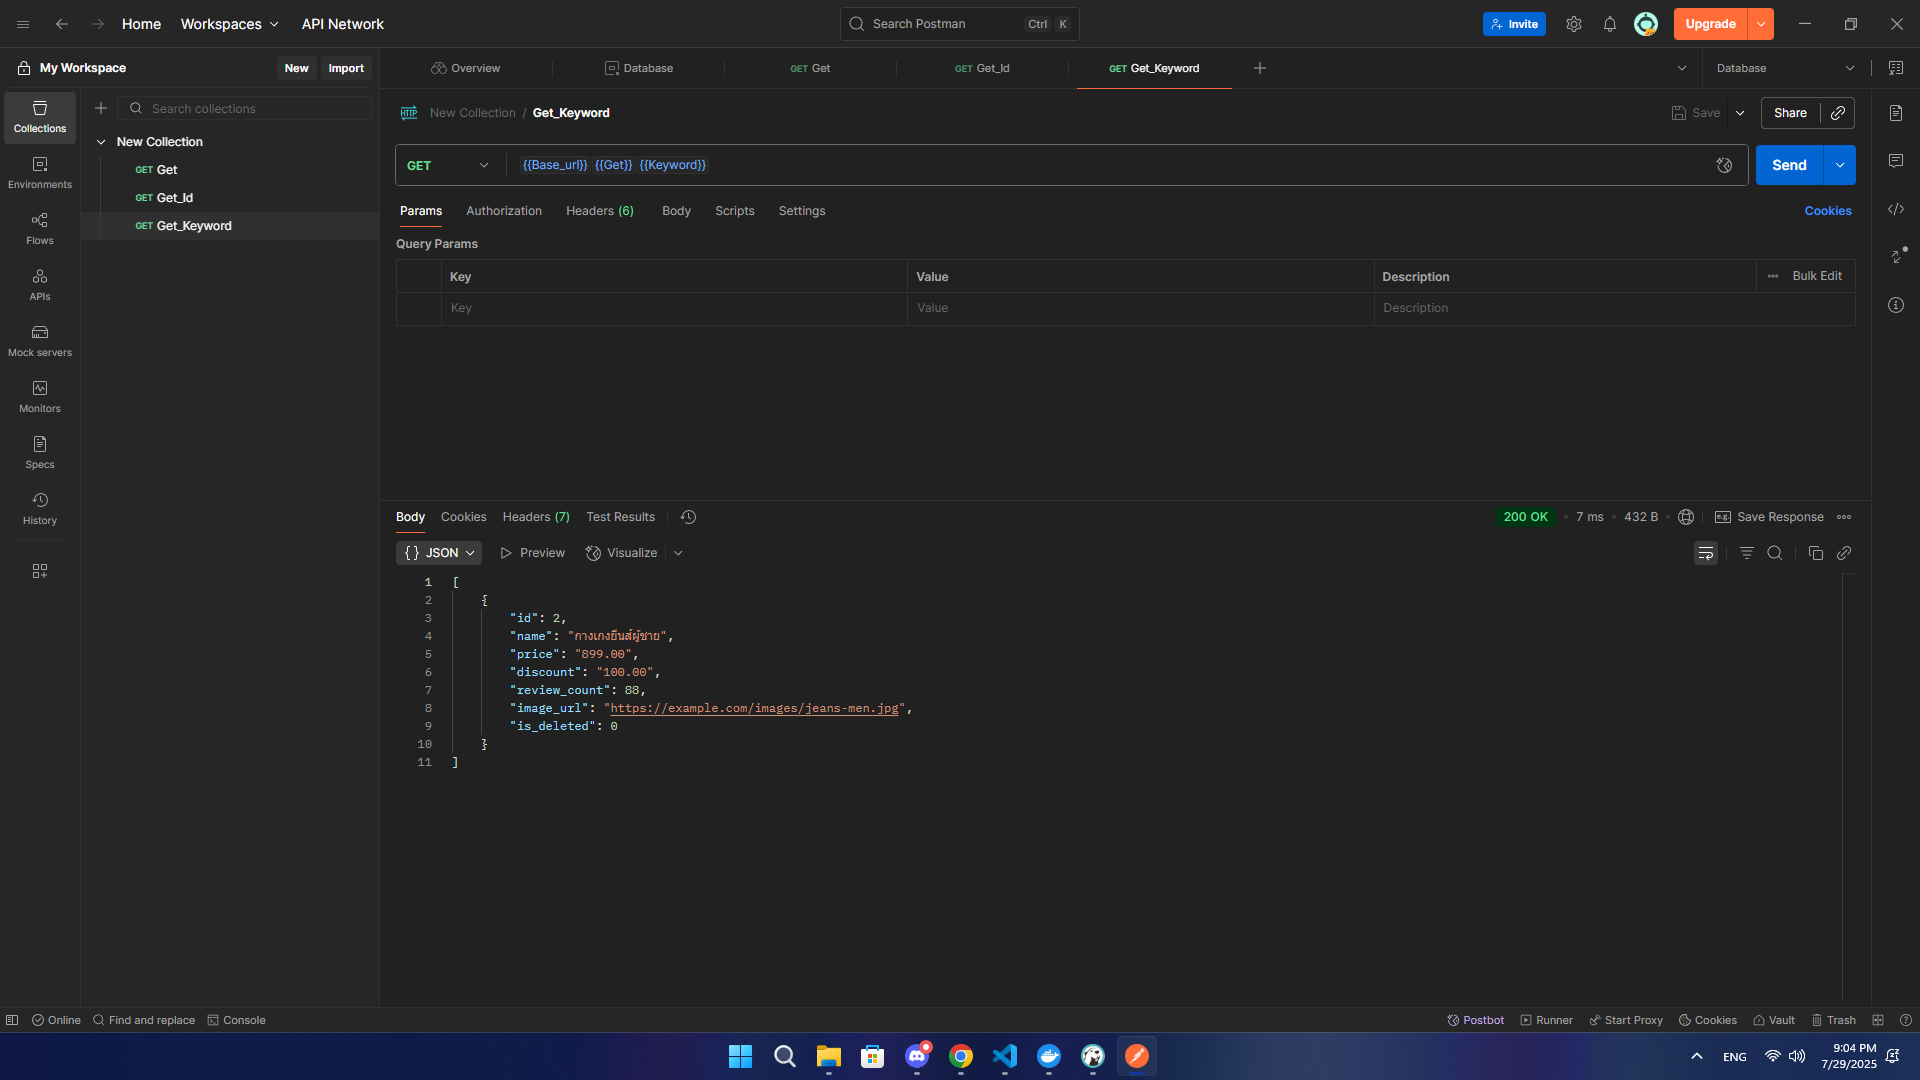 Home Workspaces API Network Search Postman Ctrl K Invite Upgrade
My Workspace New Import Overview Database GET Get GET Get_Id GET Get_Keyword Database
Search collections
Collections
Environments
Flows
APIs
Mock servers
Monitors
Specs
History
New Collection
GET Get
GET Get_Id
GET Get_Keyword
HTTP New Collection / Get_Keyword Save Share
GET {{Base_url}} {{Get}} {{Keyword}} Send
Params Authorization Headers (6) Body Scripts Settings Cookies
Query Params
Key Value Description Bulk Edit
Key Value Description
Body Cookies Headers (7) Test Results 200 OK • 7 ms • 432 B e.g. Save Response
{} JSON Preview Visualize
1 [
2 {
3 "id": 2,
4 "name": "กางเกงยีนส์ผู้ชาย",
5 "price": "899.00",
6 "discount": "100.00",
7 "review_count": 88,
8 "image_url": "https://example.com/images/jeans-men.jpg",
9 "is_deleted": 0
10 }
11 ]
Online Find and replace Console Postbot Runner Start Proxy Cookies Vault Trash
ENG 9:04 PM
7/29/2025